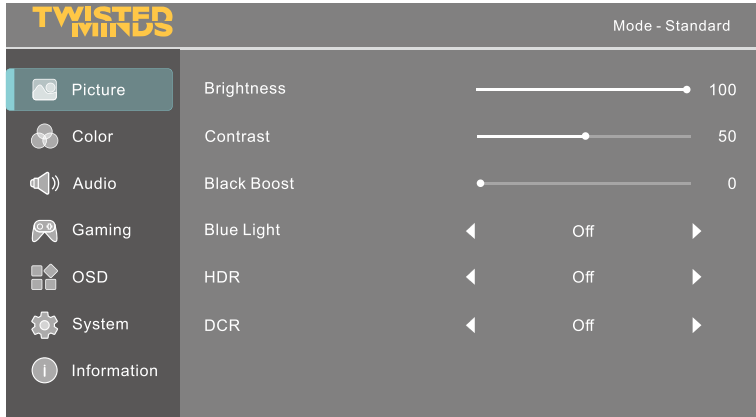 TWISTED
MINDS
Mode - Standard
Picture
Color
Audio
Gaming
OSD
System
Information
Brightness 100
Contrast 50
Black Boost 0
Blue Light Off
HDR Off
DCR Off